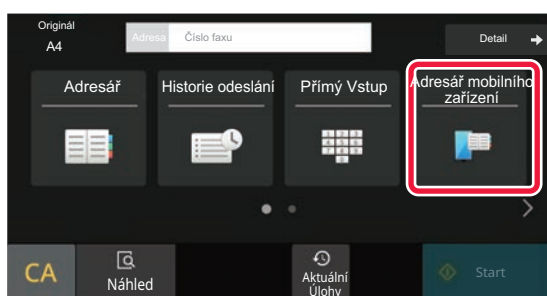 Originál
A4
Adresa
Číslo faxu
Detail
Adresář
Historie odeslání
Přímý Vstup
Adresář mobilního
zařízení
CA
Náhled
Aktuální
Úlohy
Start